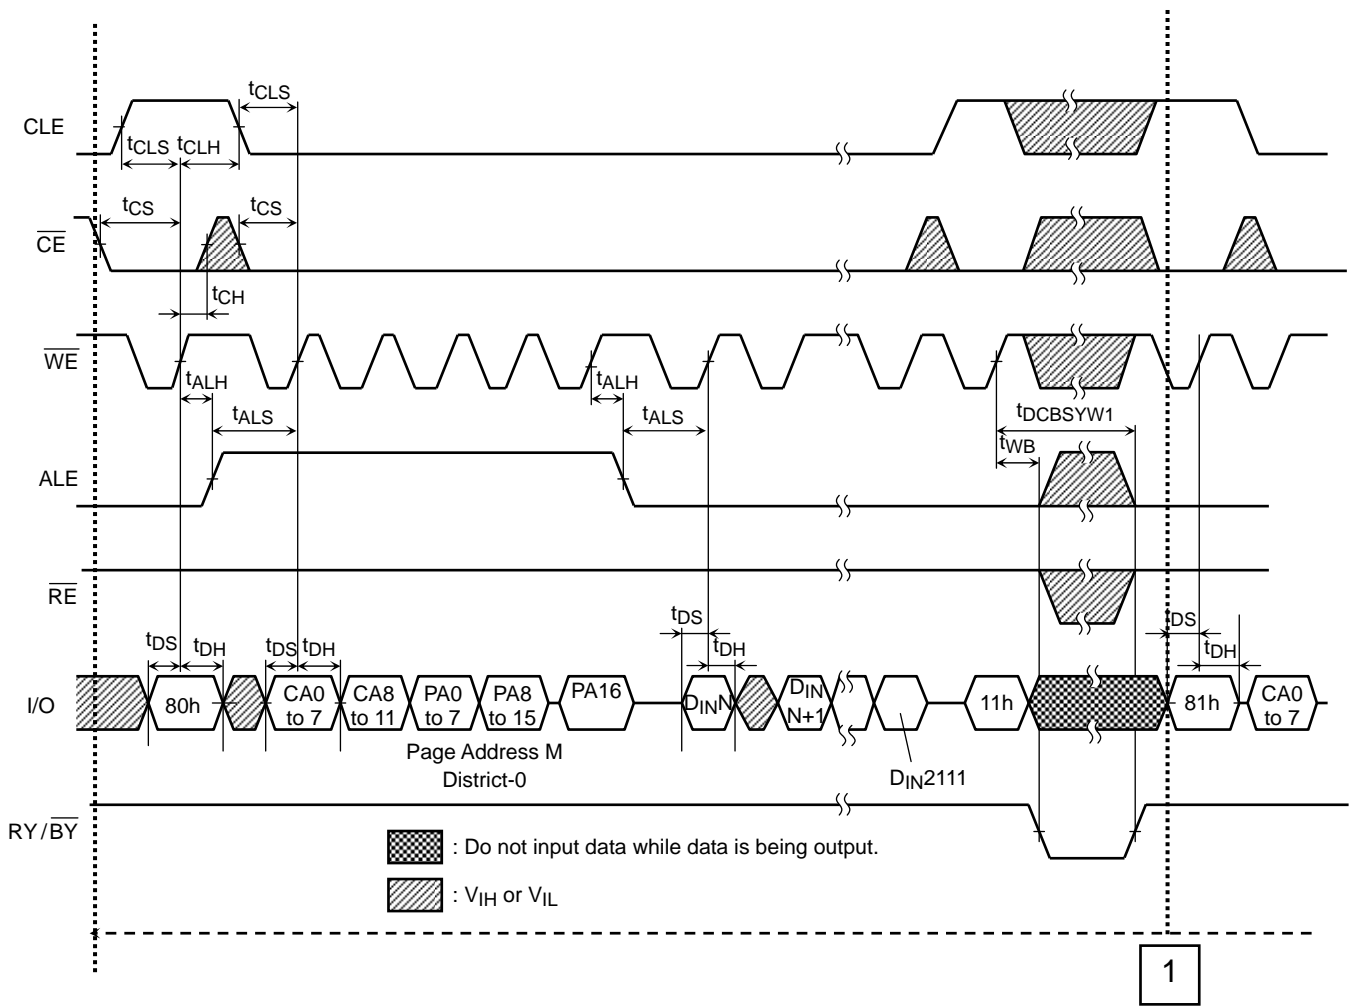 tCLS
CLE
tCLS
tCLH
tCS
tCS
CE
tCH
WE
tALH
tALH
tALS
tALS
tDCBSYW1
tWB
ALE
RE
tDS
tDH
tDS
tDH
tDS
tDH
DS
tDH
I/O
80h
CA0
to 7
CA8
to 11
PA0
to 7
PA8
to 15
PA16
DINN
DIN
N+1
11h
81h
CA0
to 7
Page Address M
District-0
DIN2111
RY/BY
: Do not input data while data is being output.
: VIH or VIL
1